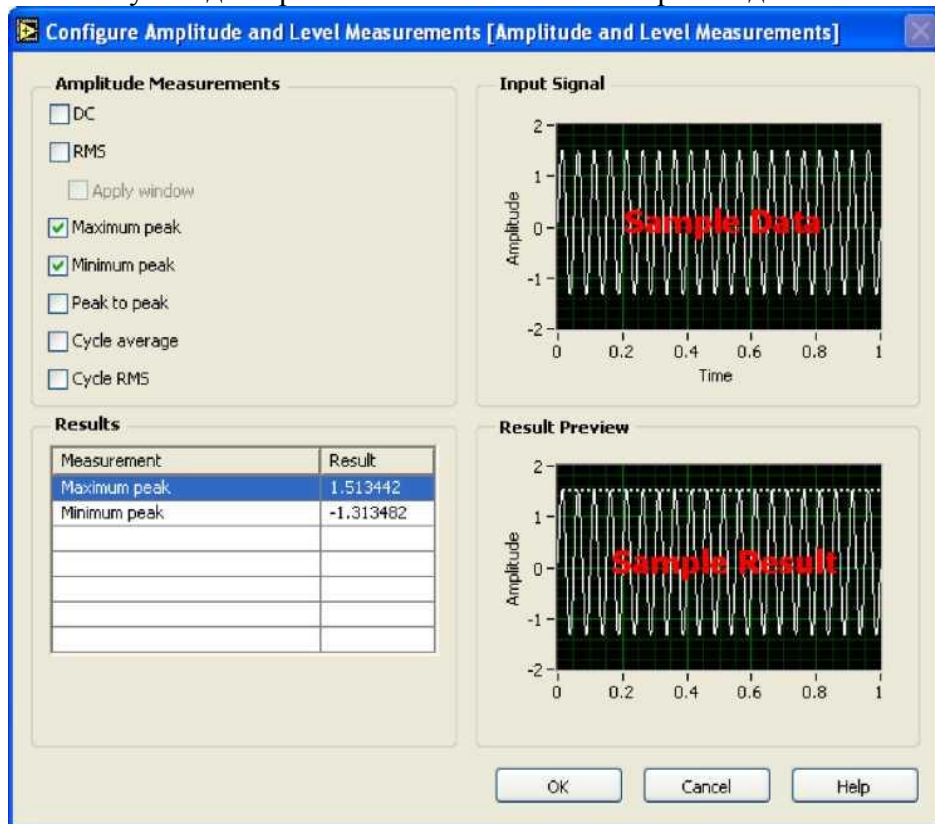 Configure Amplitude and Level Measurements [Amplitude and Level Measurements]
Amplitude Measurements
DC
RMS
Apply window
Maximum peak
Minimum peak
Peak to peak
Cycle average
Cycle RMS
Input Signal
2
1
0
-1
-2
Amplitude
Sample Data
0 0.2 0.4 0.6 0.8 1
Time
Results
Measurement Result
Maximum peak 1.513442
Minimum peak -1.313482
Result Preview
2
1
0
-1
-2
Amplitude
Sample Result
0 0.2 0.4 0.6 0.8 1
OK Cancel Help